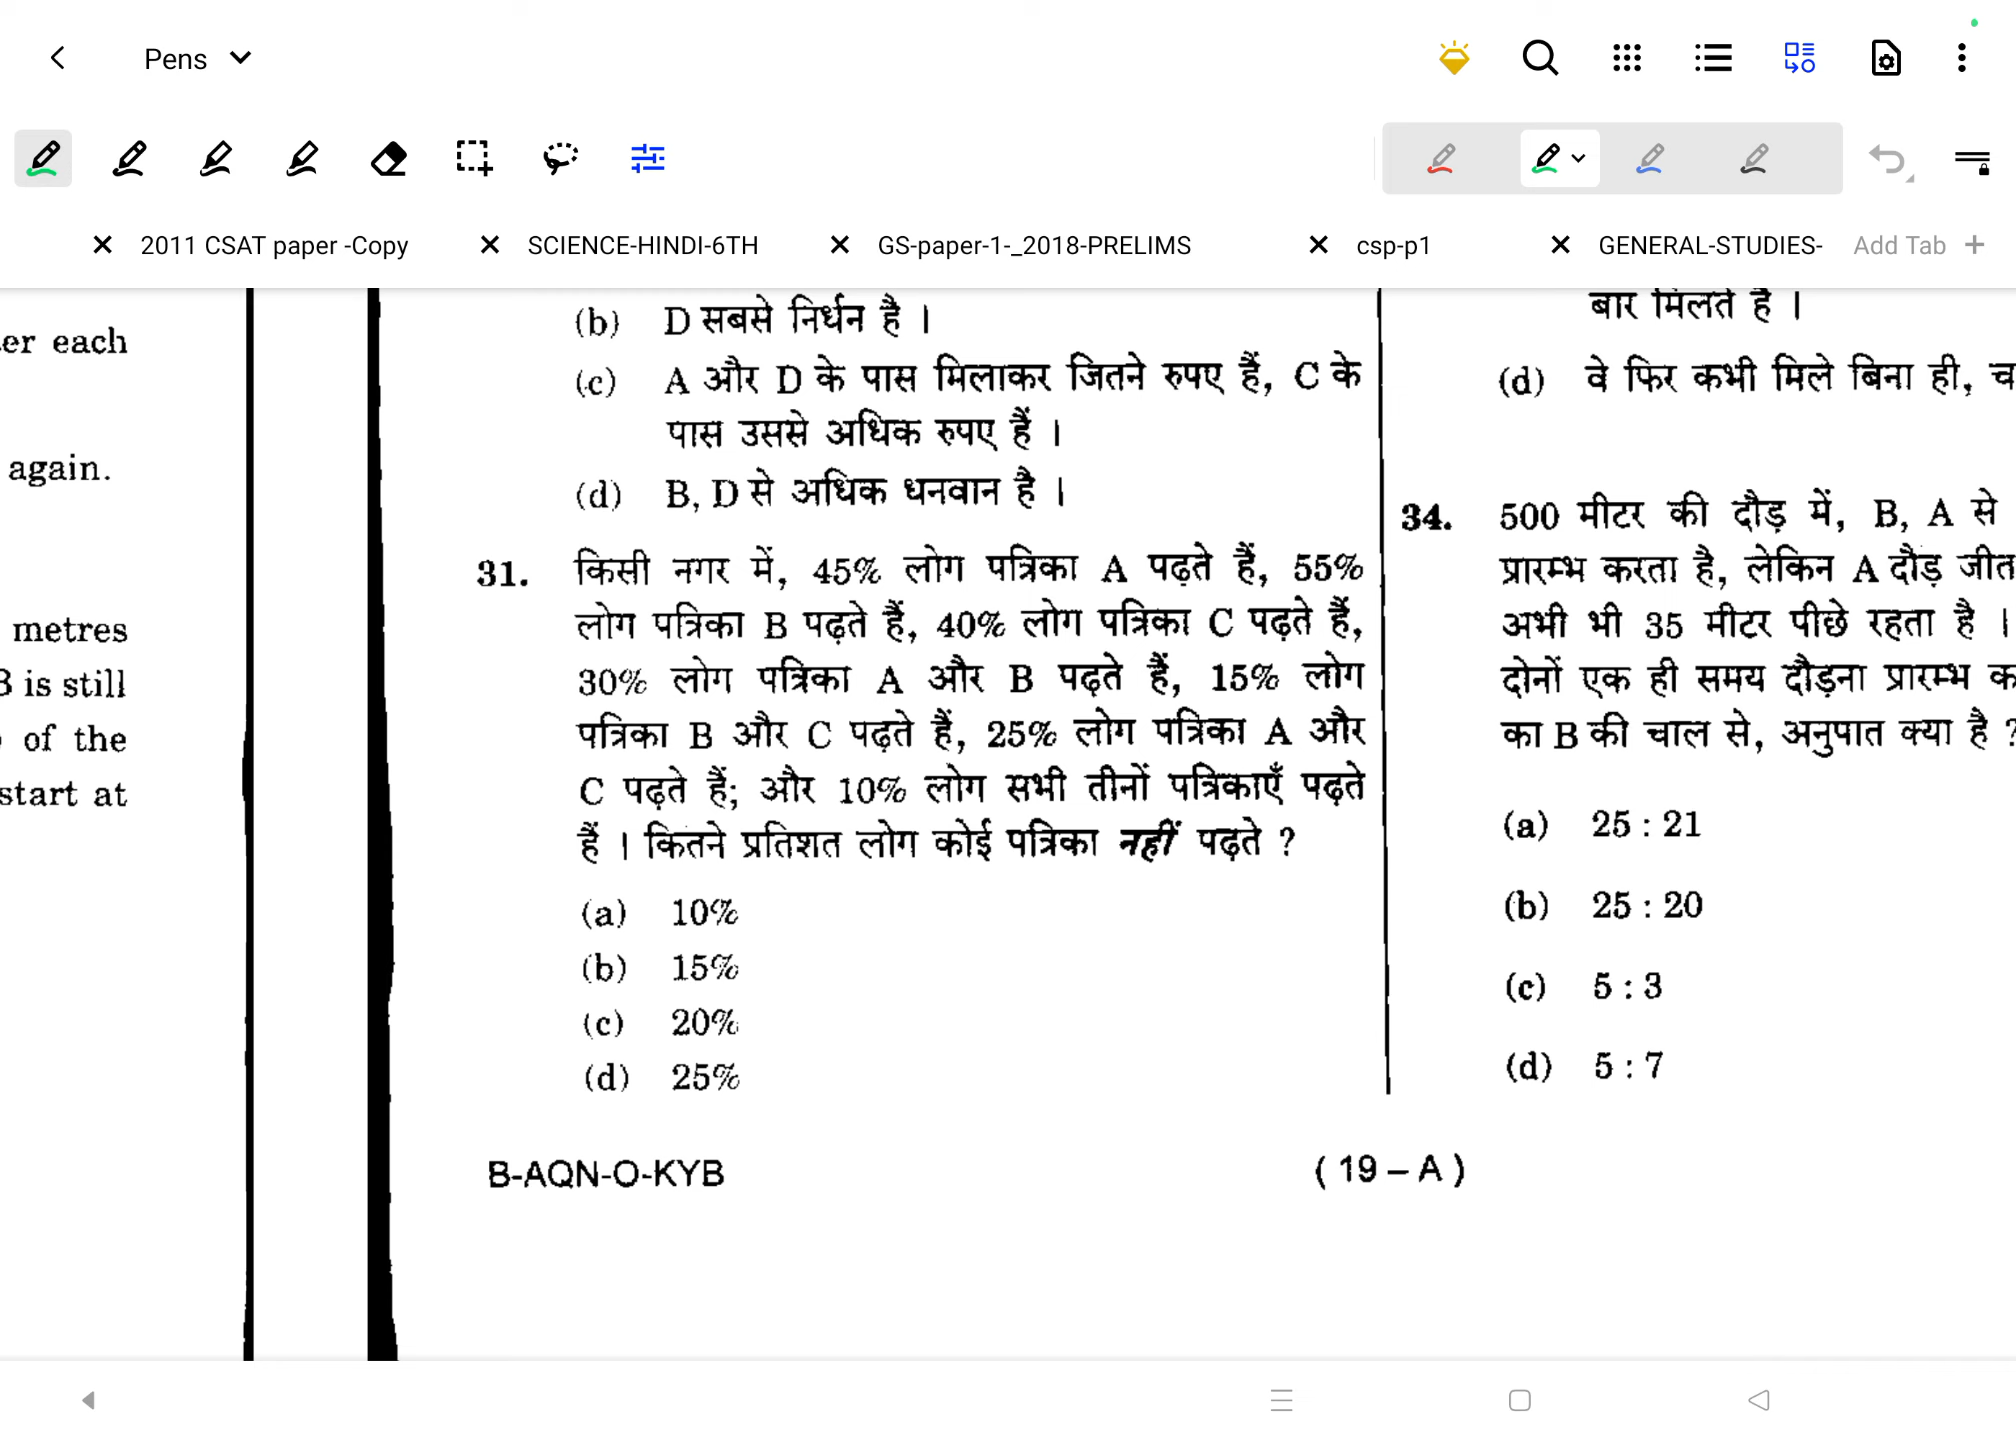 Pens
2011 CSAT paper -Copy
SCIENCE-HINDI-6TH
GS-paper-1-_2018-PRELIMS
csp-p1
GENERAL-STUDIES-
Add Tab +
er each
again.
metres
B is still
of the
start at
(b) D सबसे निर्धन है ।
(c) A और D के पास मिलाकर जितने रुपए हैं, C के
पास उससे अधिक रुपए हैं ।
(d) B, D से अधिक धनवान है ।
31. किसी नगर में, 45% लोग पत्रिका A पढ़ते हैं, 55%
लोग पत्रिका B पढ़ते हैं, 40% लोग पत्रिका C पढ़ते हैं,
30% लोग पत्रिका A और B पढ़ते हैं, 15% लोग
पत्रिका B और C पढ़ते हैं, 25% लोग पत्रिका A और
C पढ़ते हैं; और 10% लोग सभी तीनों पत्रिकाएँ पढ़ते
हैं । कितने प्रतिशत लोग कोई पत्रिका नहीं पढ़ते ?
(a) 10%
(b) 15%
(c) 20%
(d) 25%
बार मिलते हैं ।
(d) वे फिर कभी मिले बिना ही, च
34. 500 मीटर की दौड़ में, B, A से
प्रारम्भ करता है, लेकिन A दौड़ जीत
अभी भी 35 मीटर पीछे रहता है ।
दोनों एक ही समय दौड़ना प्रारम्भ क
का B की चाल से, अनुपात क्या है ?
(a) 25 : 21
(b) 25 : 20
(c) 5 : 3
(d) 5 : 7
B-AQN-O-KYB
( 19 – A )